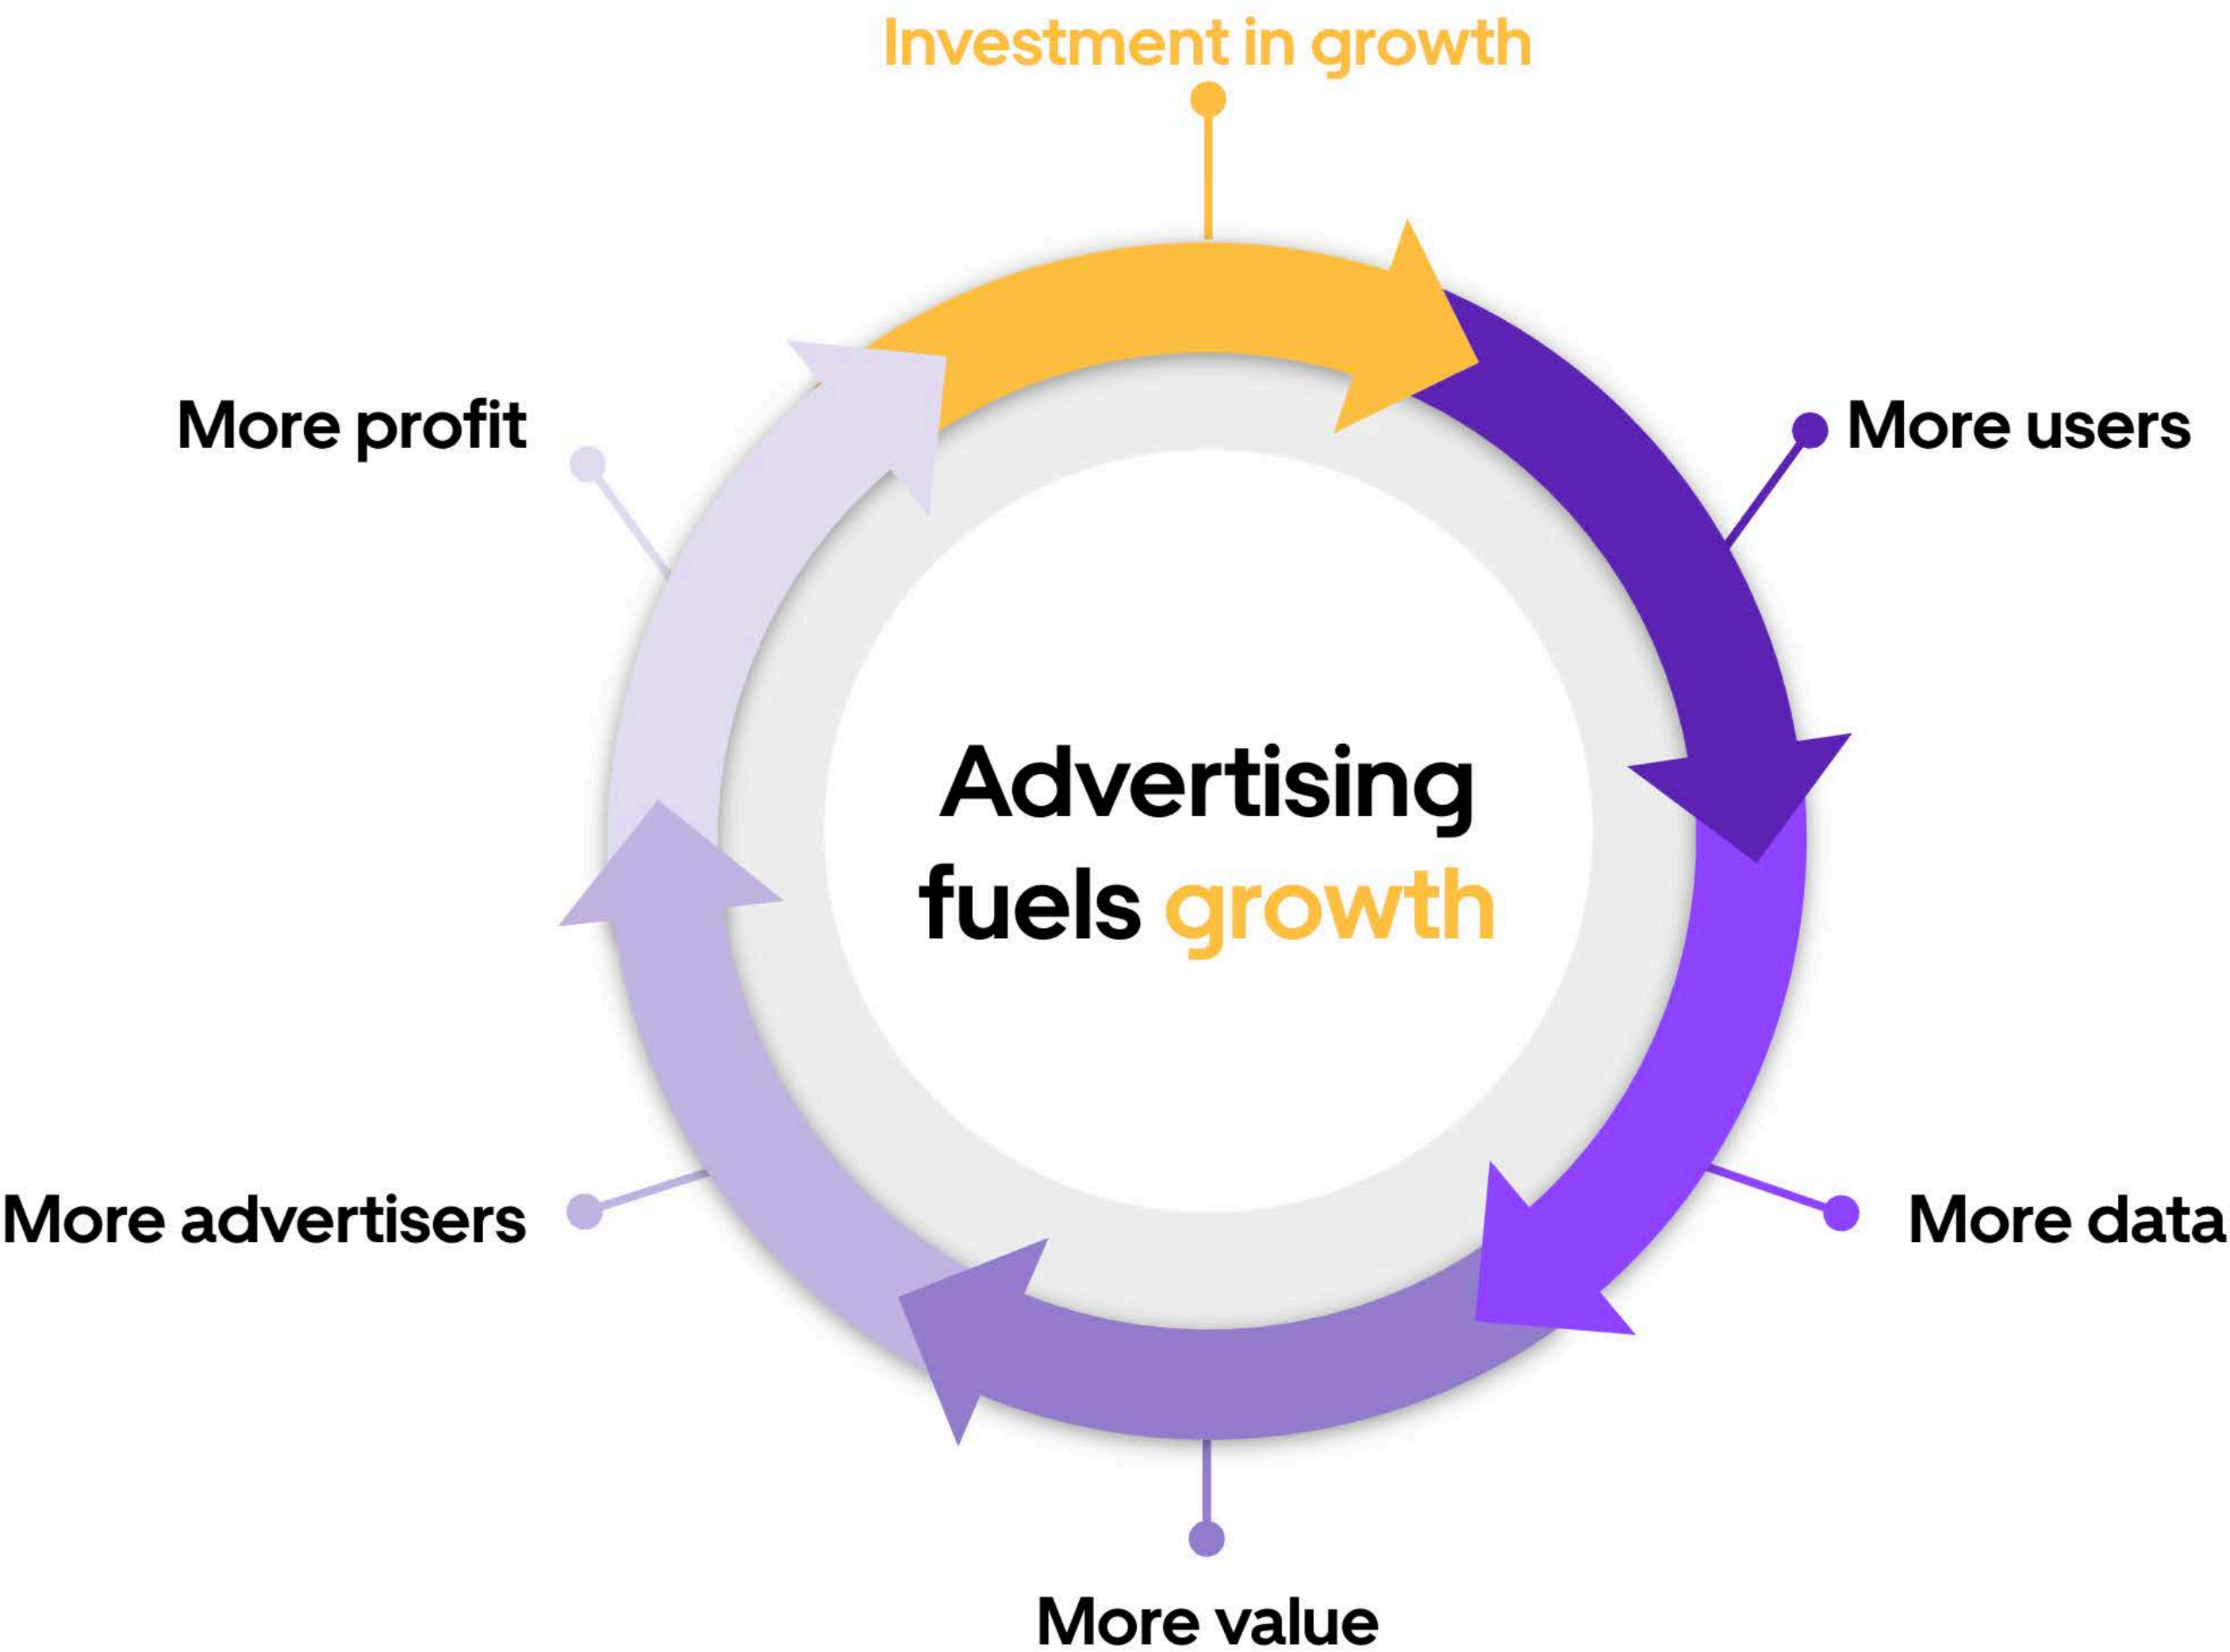 Investment in growth
More profit
More users
Advertising
fuels growth
More advertisers
More data
More value